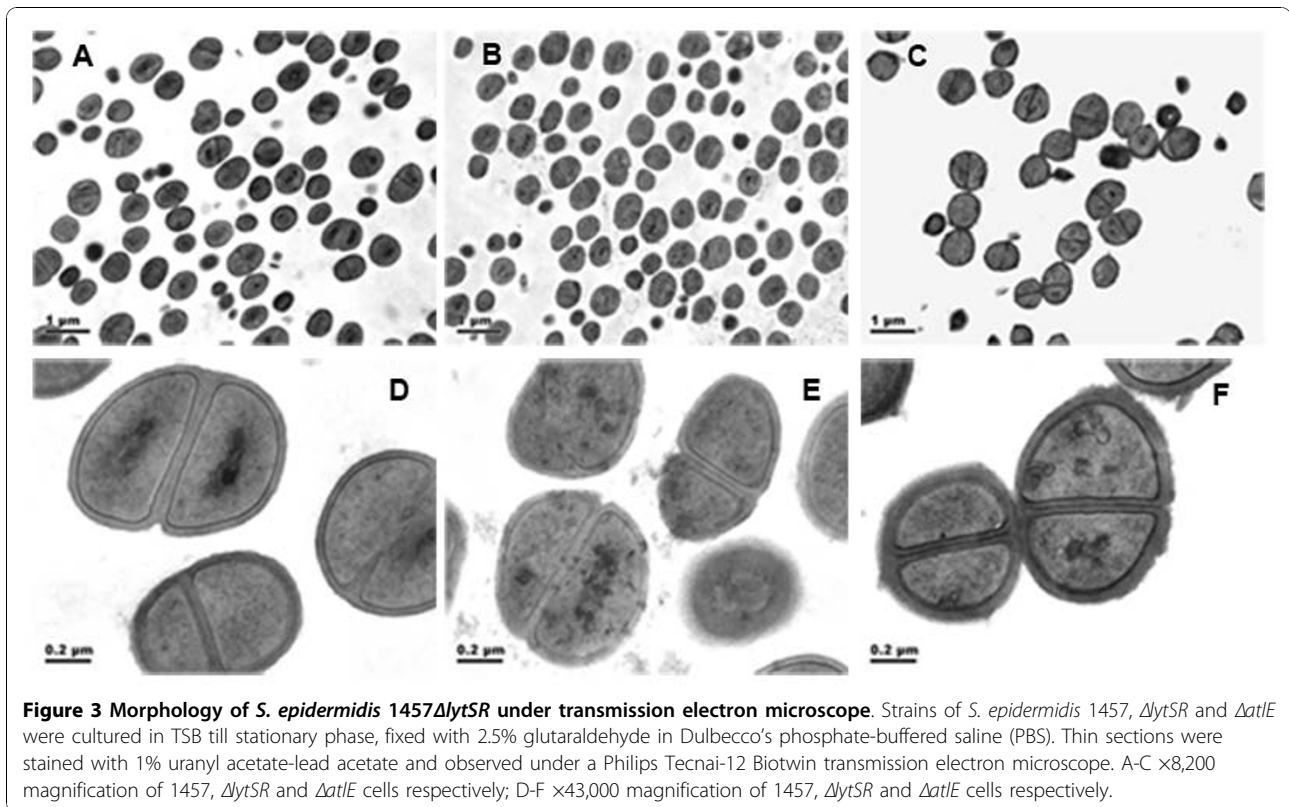 A
B
C
1 μm
1 μm
1 μm
D
E
F
0.2 μm
0.2 μm
0.2 μm
Figure 3 Morphology of S. epidermidis 1457ΔlytSR under transmission electron microscope. Strains of S. epidermidis 1457, ΔlytSR and ΔatlE
were cultured in TSB till stationary phase, fixed with 2.5% glutaraldehyde in Dulbecco's phosphate-buffered saline (PBS). Thin sections were
stained with 1% uranyl acetate-lead acetate and observed under a Philips Tecnai-12 Biotwin transmission electron microscope. A-C ×8,200
magnification of 1457, ΔlytSR and ΔatlE cells respectively; D-F ×43,000 magnification of 1457, ΔlytSR and ΔatlE cells respectively.